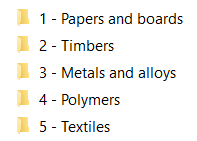 1 - Papers and boards
2 - Timbers
3 - Metals and alloys
4 - Polymers
5 - Textiles